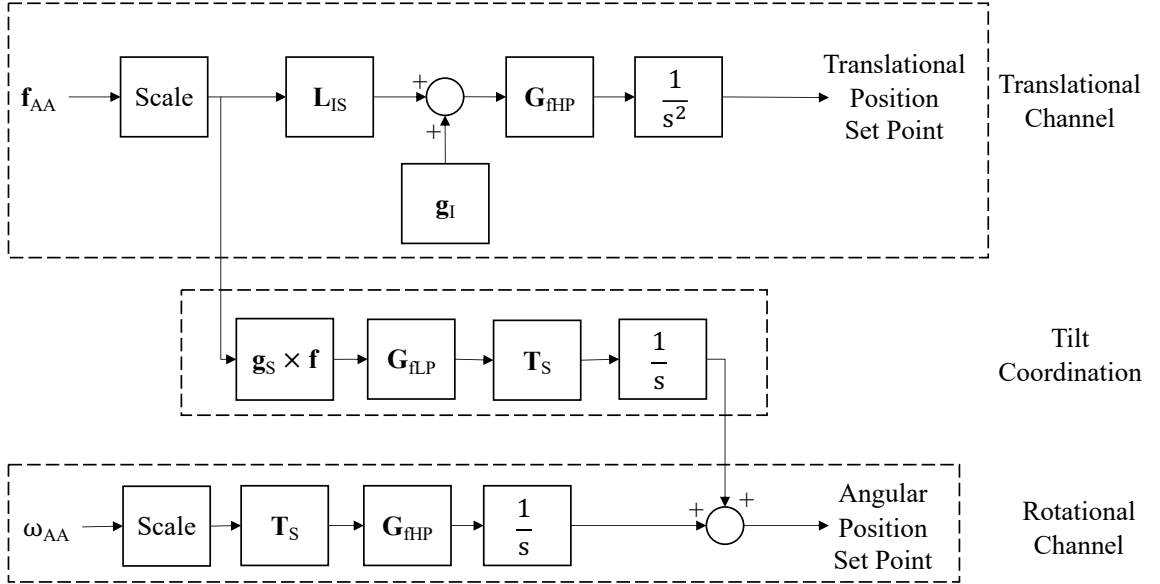 f_AA
Scale
L_IS
+
+
g_I
G_fHP
1
s²
Translational
Position
Set Point
Translational
Channel
g_S × f
G_fLP
T_S
1
s
Tilt
Coordination
ω_AA
Scale
T_S
G_fHP
1
s
+
+
Angular
Position
Set Point
Rotational
Channel